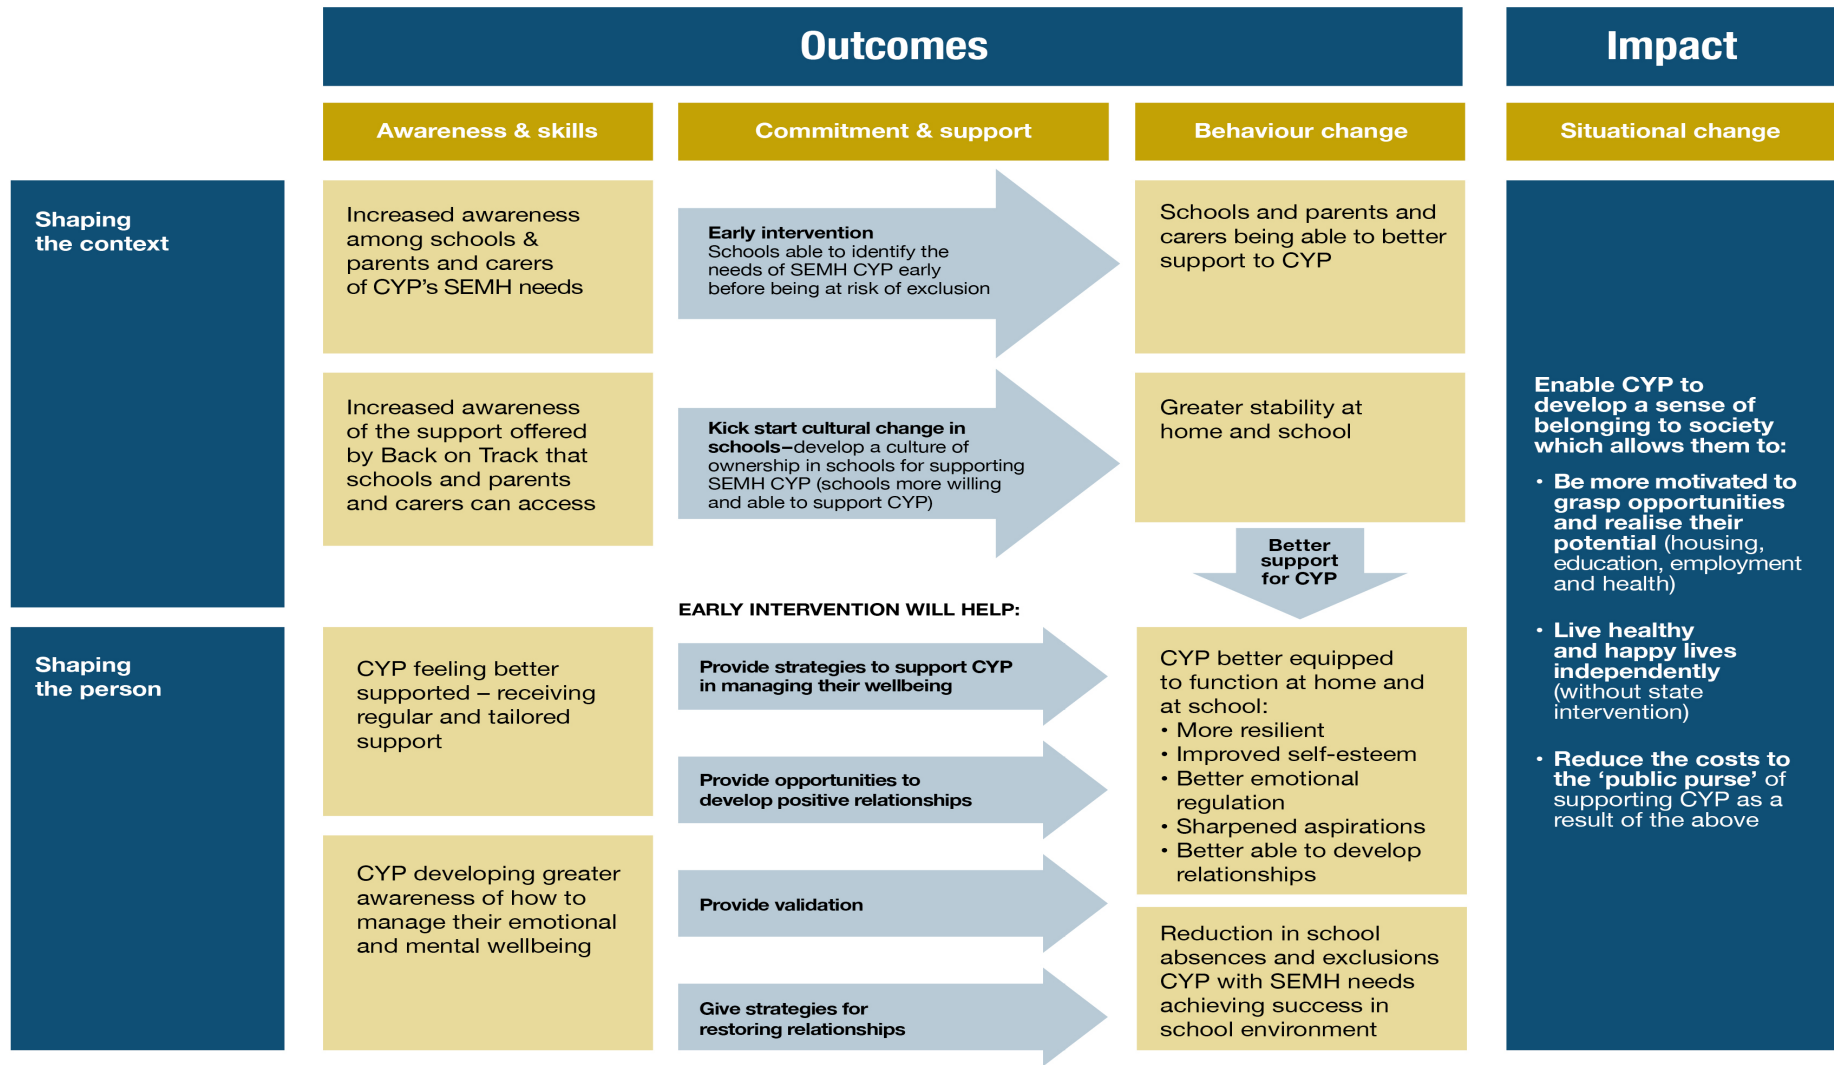 Outcomes
Impact
Awareness & skills
Commitment & support
Behaviour change
Situational change
Shaping
the context
Increased awareness
among schools &
parents and carers
of CYP’s SEMH needs
Early intervention
Schools able to identify the
needs of SEMH CYP early
before being at risk of exclusion
Schools and parents and
carers being able to better
support to CYP
Increased awareness
of the support offered
by Back on Track that
schools and parents
and carers can access
Kick start cultural change in
schools–develop a culture of
ownership in schools for supporting
SEMH CYP (schools more willing
and able to support CYP)
Greater stability at
home and school
Better
support
for CYP
EARLY INTERVENTION WILL HELP:
Shaping
the person
CYP feeling better
supported – receiving
regular and tailored
support
CYP developing greater
awareness of how to
manage their emotional
and mental wellbeing
Provide strategies to support CYP
in managing their wellbeing
Provide opportunities to
develop positive relationships
Provide validation
Give strategies for
restoring relationships
CYP better equipped
to function at home and
at school:
• More resilient
• Improved self-esteem
• Better emotional
regulation
• Sharpened aspirations
• Better able to develop
relationships
Reduction in school
absences and exclusions
CYP with SEMH needs
achieving success in
school environment
Enable CYP to
develop a sense of
belonging to society
which allows them to:
• Be more motivated to
grasp opportunities
and realise their
potential (housing,
education, employment
and health)
• Live healthy
and happy lives
independently
(without state
intervention)
• Reduce the costs to
the ‘public purse’ of
supporting CYP as a
result of the above